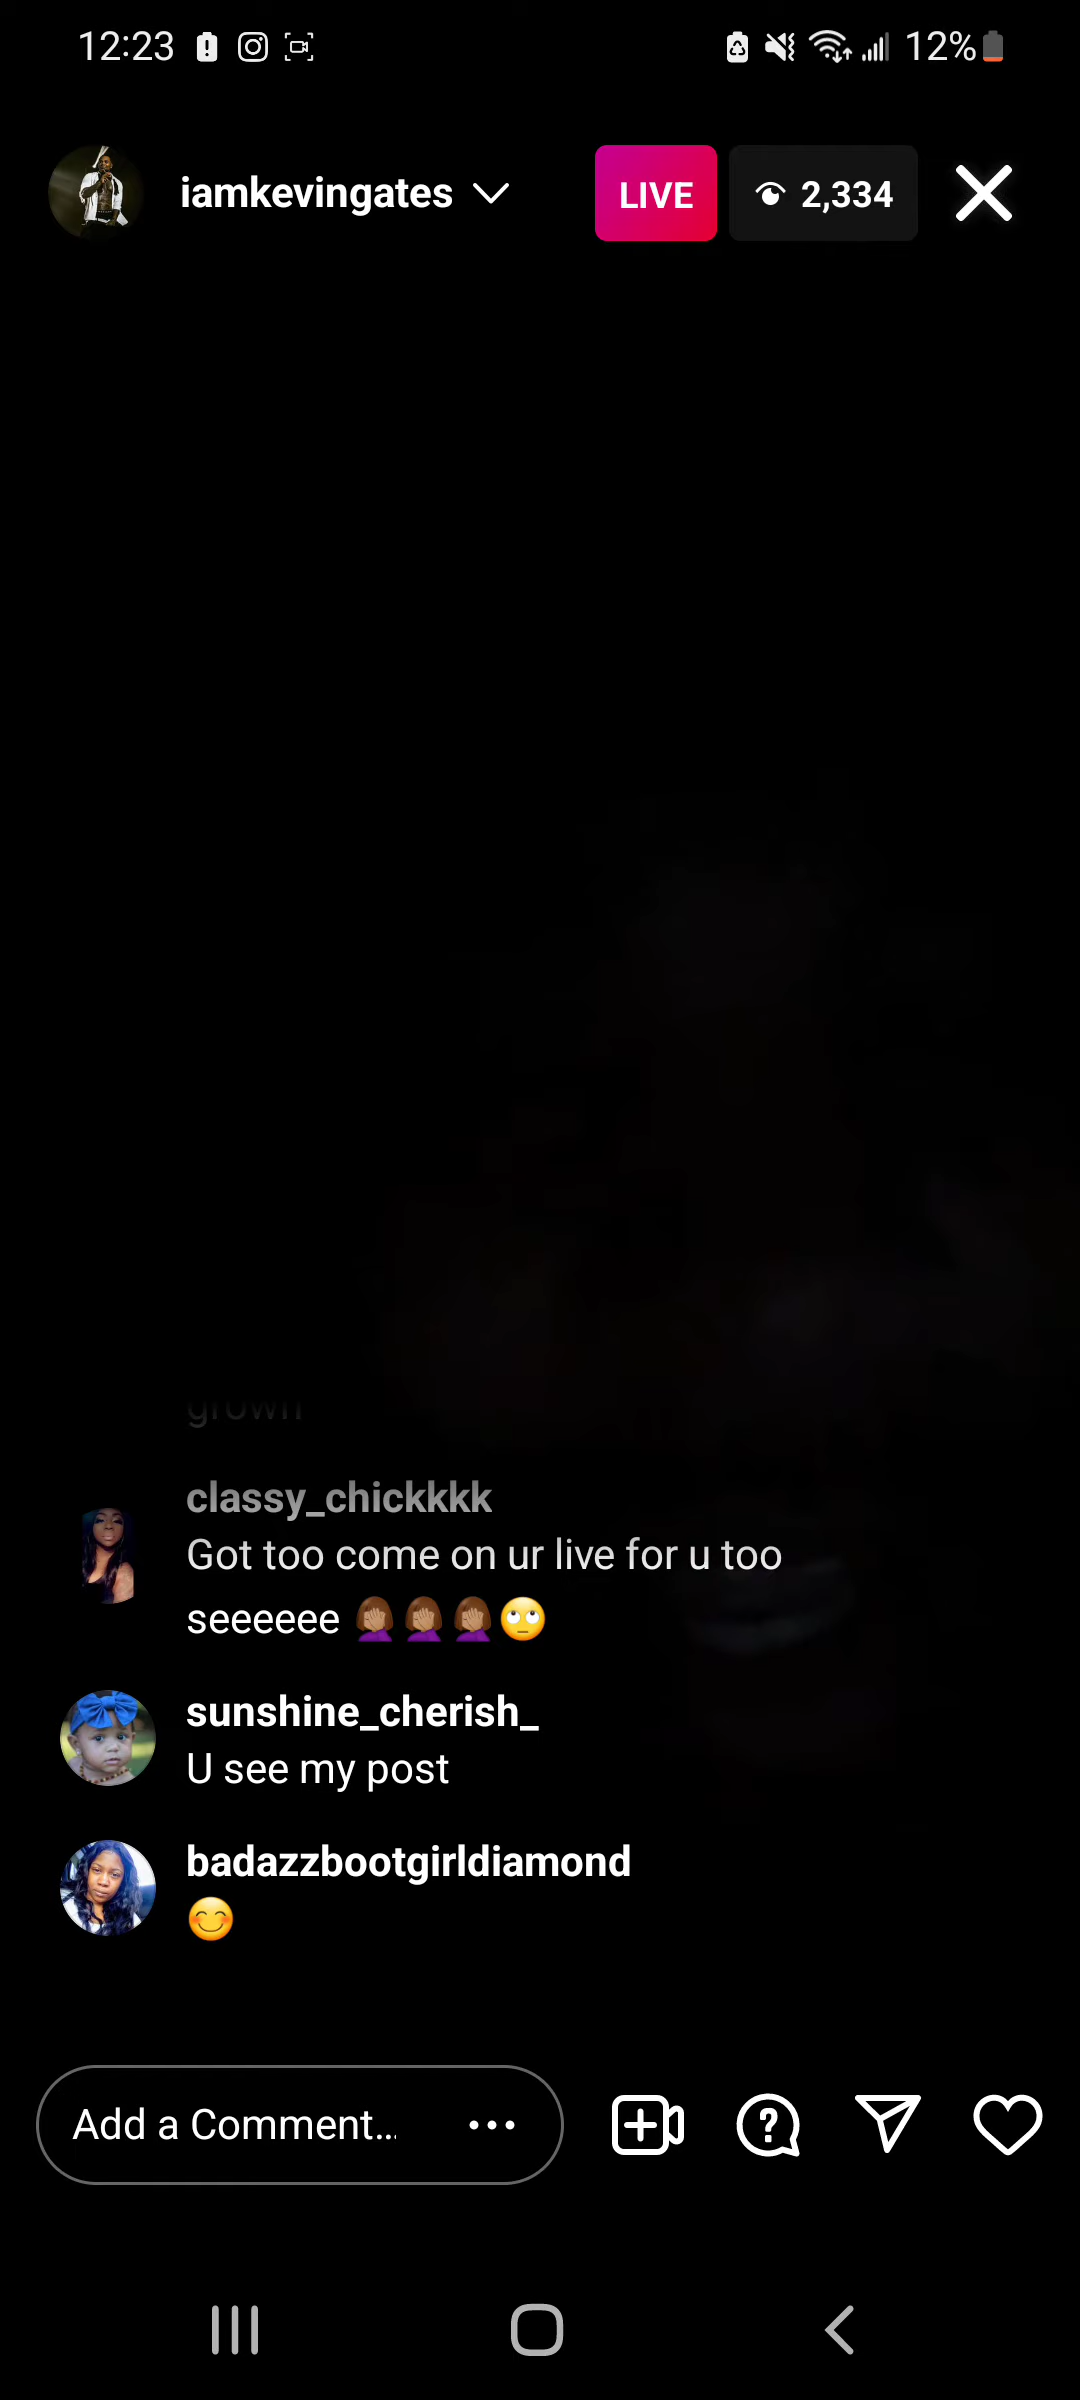 12:23
12%
iamkevingates
LIVE
2,334
grown
classy_chickkkk
Got too come on ur live for u too
seeeeee 🤦🏽‍♀️🤦🏽‍♀️🤦🏽‍♀️🙄
sunshine_cherish_
U see my post
badazzbootgirldiamond
😊
Add a Comment...